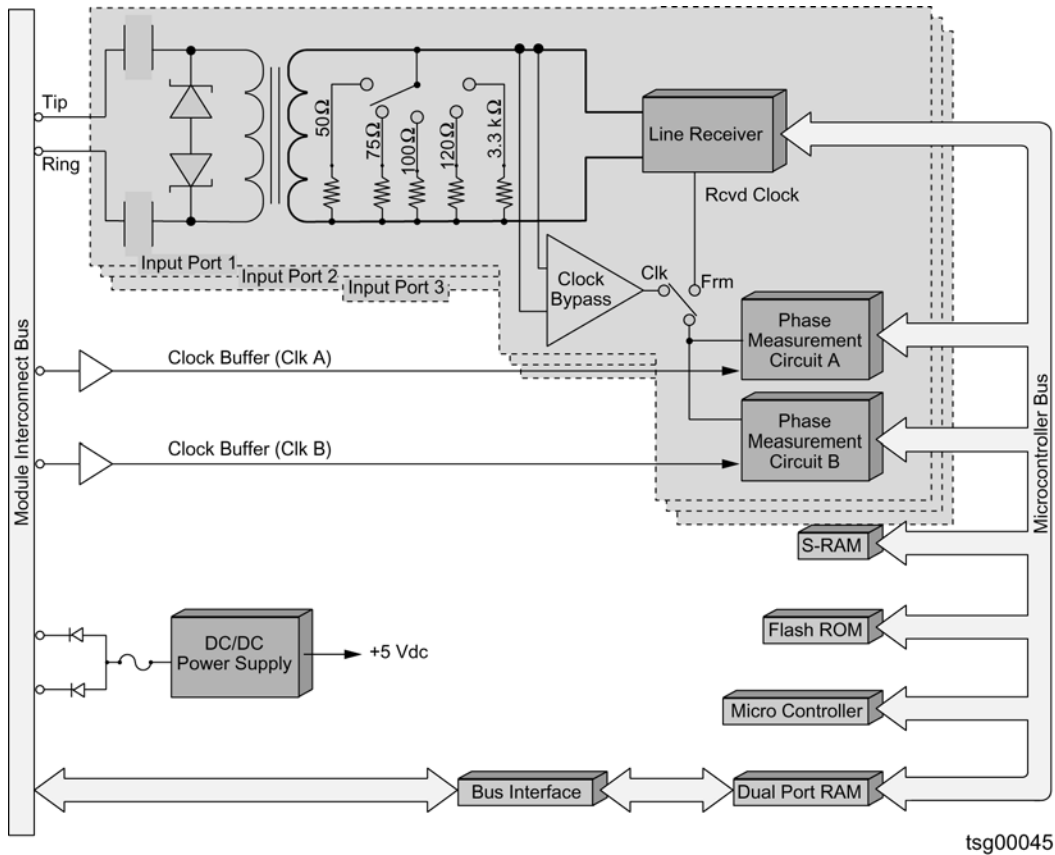 Tip
Ring
50Ω
75Ω
100Ω
120Ω
3.3 kΩ
Line Receiver
Rcvd Clock
Input Port 1
Input Port 2
Input Port 3
Clock
Bypass
Clk
Frm
Phase
Measurement
Circuit A
Clock Buffer (Clk A)
Phase
Measurement
Circuit B
Clock Buffer (Clk B)
Module Interconnect Bus
Microcontroller Bus
S-RAM
Flash ROM
DC/DC
Power Supply
+5 Vdc
Micro Controller
Bus Interface
Dual Port RAM
tsg00045